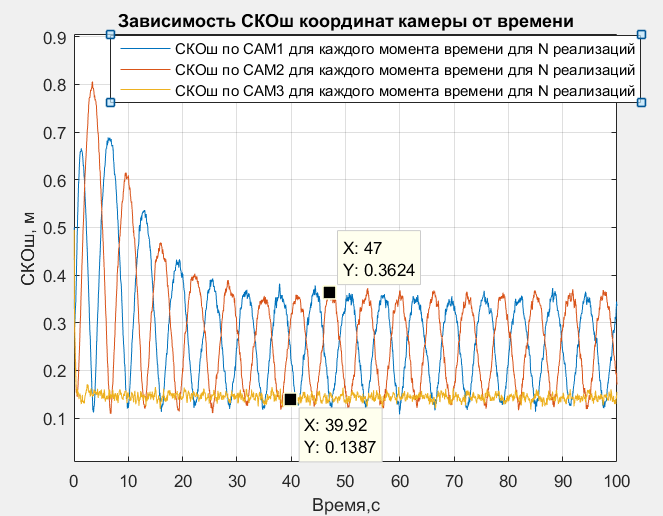 Зависимость СКОш координат камеры от времени
СКОш по CAM1 для каждого момента времени для N реализаций
СКОш по CAM2 для каждого момента времени для N реализаций
СКОш по CAM3 для каждого момента времени для N реализаций
СКОш, м
0.9
0.8
0.7
0.6
0.5
0.4
0.3
0.2
0.1
X: 47
Y: 0.3624
X: 39.92
Y: 0.1387
0 10 20 30 40 50 60 70 80 90 100
Время,с